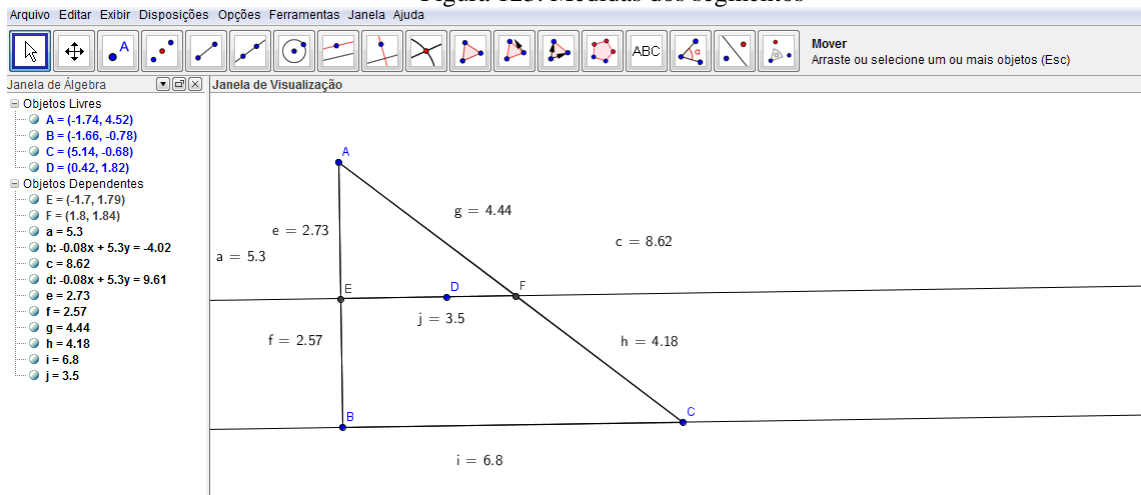 Figura 123: Medidas dos segmentos
Arquivo Editar Exibir Disposições Opções Ferramentas Janela Ajuda
A
ABC
α
Mover
Arraste ou selecione um ou mais objetos (Esc)
Janela de Álgebra
Janela de Visualização
Objetos Livres
A = (-1.74, 4.52)
B = (-1.66, -0.78)
C = (5.14, -0.68)
D = (0.42, 1.82)
Objetos Dependentes
E = (-1.7, 1.79)
F = (1.8, 1.84)
a = 5.3
b: -0.08x + 5.3y = -4.02
c = 8.62
d: -0.08x + 5.3y = 9.61
e = 2.73
f = 2.57
g = 4.44
h = 4.18
i = 6.8
j = 3.5
A
g = 4.44
e = 2.73
c = 8.62
a = 5.3
E
D
F
j = 3.5
f = 2.57
h = 4.18
B
C
i = 6.8